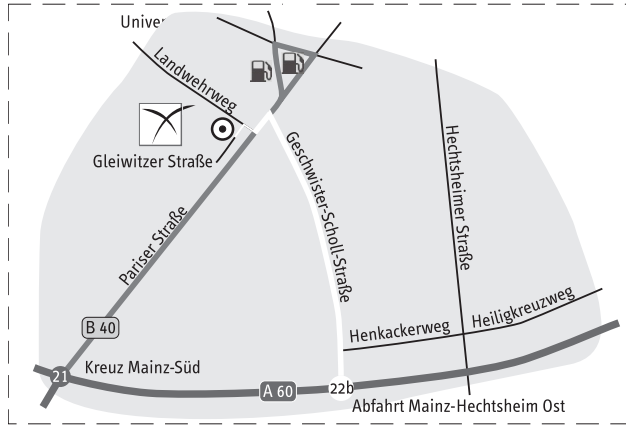 Landwehrweg
Gleiwitzer Straße
Geschwister-Scholl-Straße
Hechtsheimer Straße
Pariser Straße
B 40
Henkackerweg
Heiligkreuzweg
21
Kreuz Mainz-Süd
A 60
22b
Abfahrt Mainz-Hechtsheim Ost